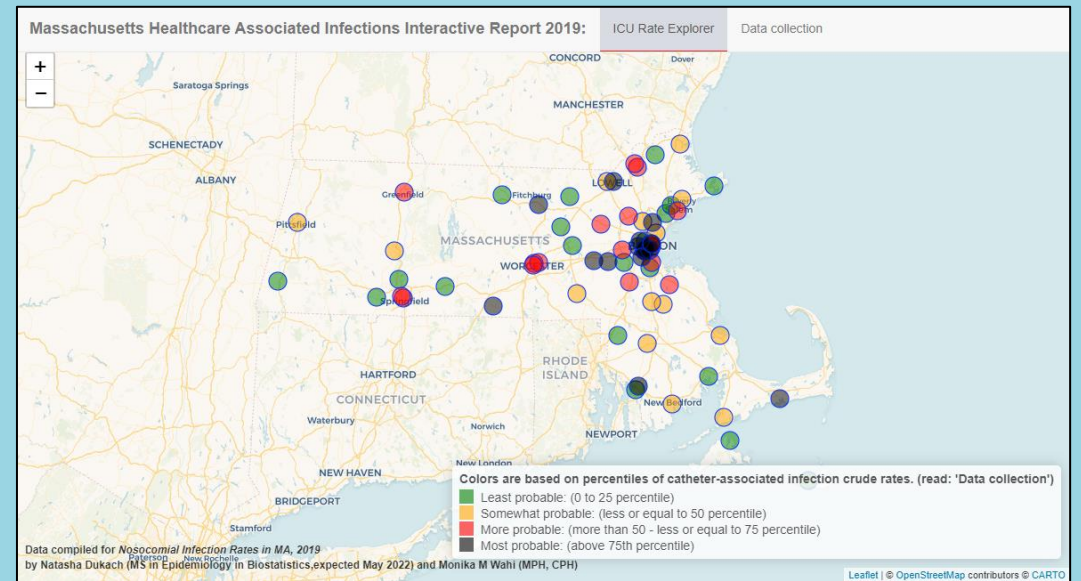 Massachusetts Healthcare Associated Infections Interactive Report 2019: ICU Rate Explorer Data collection
+
−
CONCORD Dover
Saratoga Springs
MANCHESTER
SCHENECTADY
LOWELL
ALBANY
Greenfield Fitchburg
Beverly
Salem
Pittsfield
MASSACHUSETTS BOSTON
WORCESTER
Springfield
RHODE
ISLAND
HARTFORD
CONNECTICUT New Bedford
Waterbury Norwich
NEWPORT
New London
NEW HAVEN
BRIDGEPORT
Stamford
Paterson New Rochelle
Colors are based on percentiles of catheter-associated infection crude rates. (read: 'Data collection')
Least probable: (0 to 25 percentile)
Somewhat probable: (less or equal to 50 percentile)
More probable: (more than 50 - less or equal to 75 percentile)
Most probable: (above 75th percentile)
Data compiled for Nosocomial Infection Rates in MA, 2019
by Natasha Dukach (MS in Epidemiology in Biostatistics,expected May 2022) and Monika M Wahi (MPH, CPH)
Leaflet | © OpenStreetMap contributors © CARTO